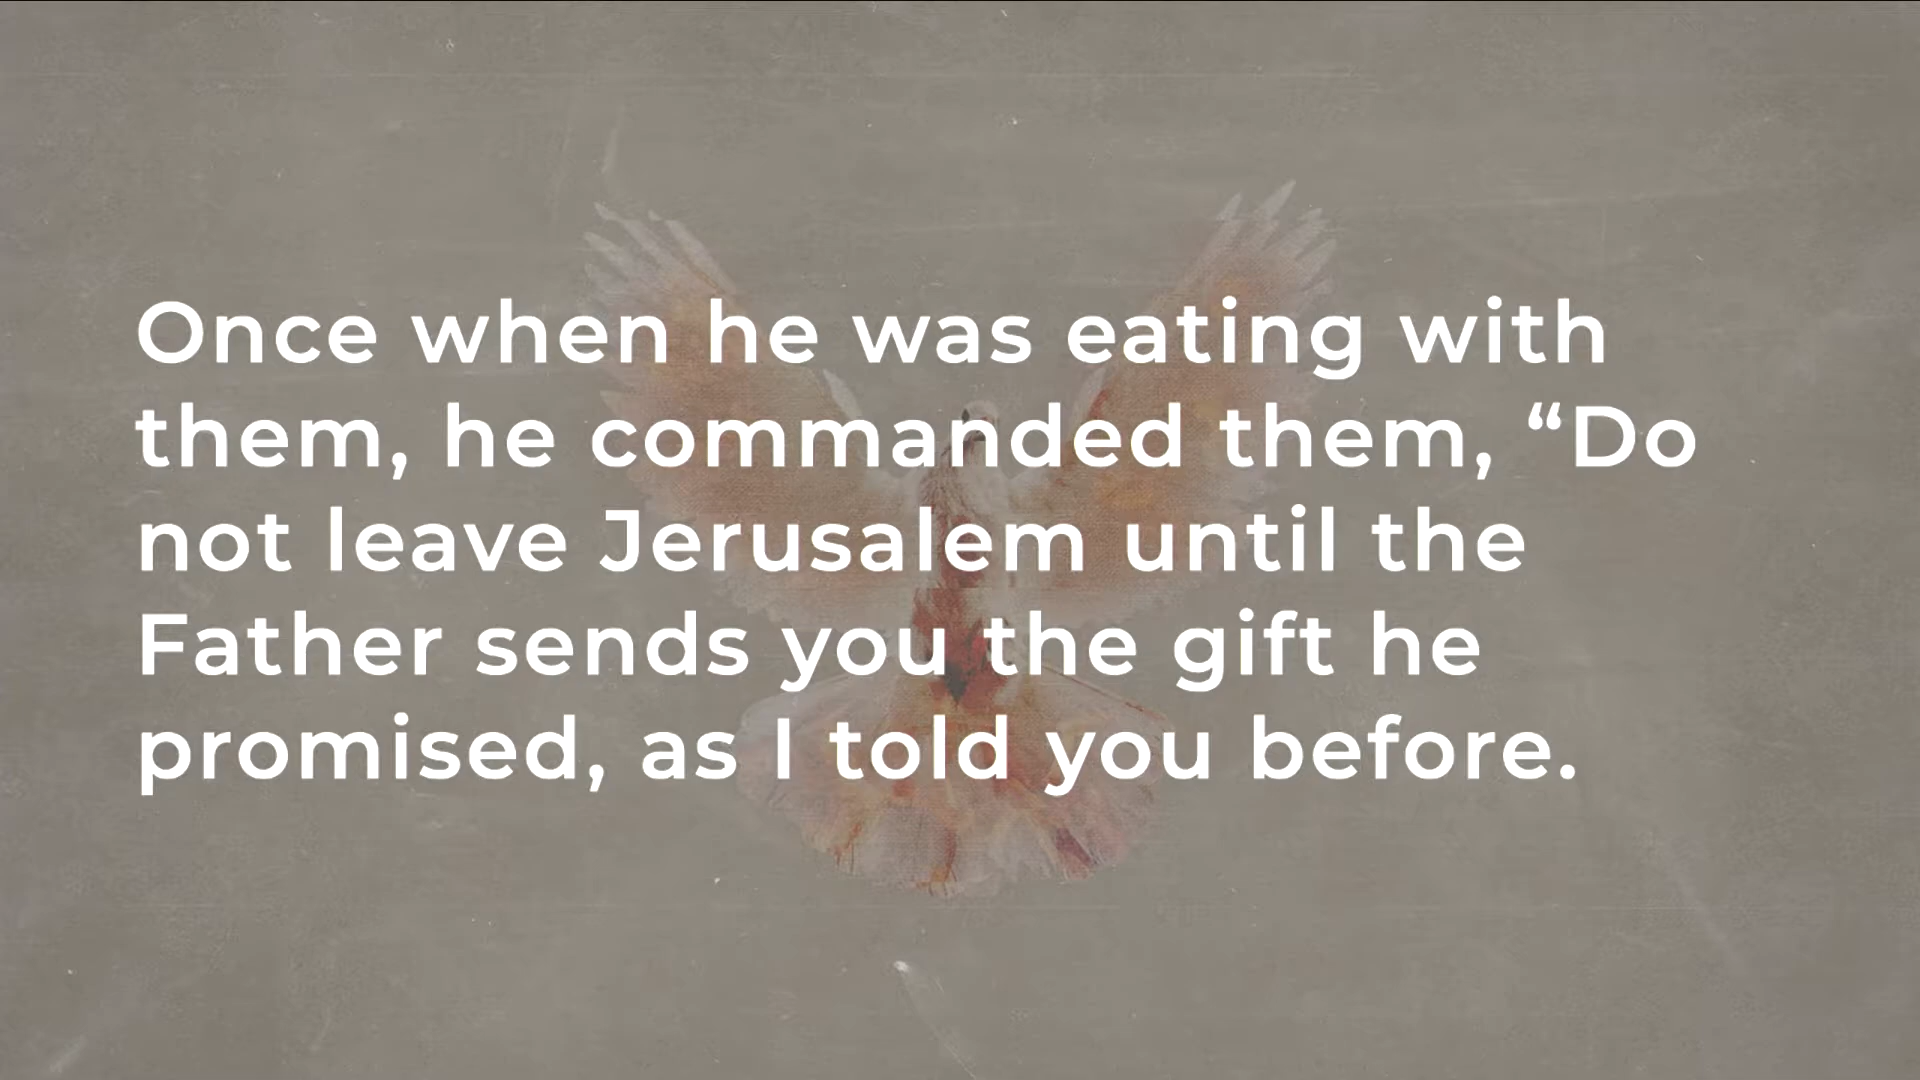 Once when he was eating with
them, he commanded them, “Do
not leave Jerusalem until the
Father sends you the gift he
promised, as I told you before.